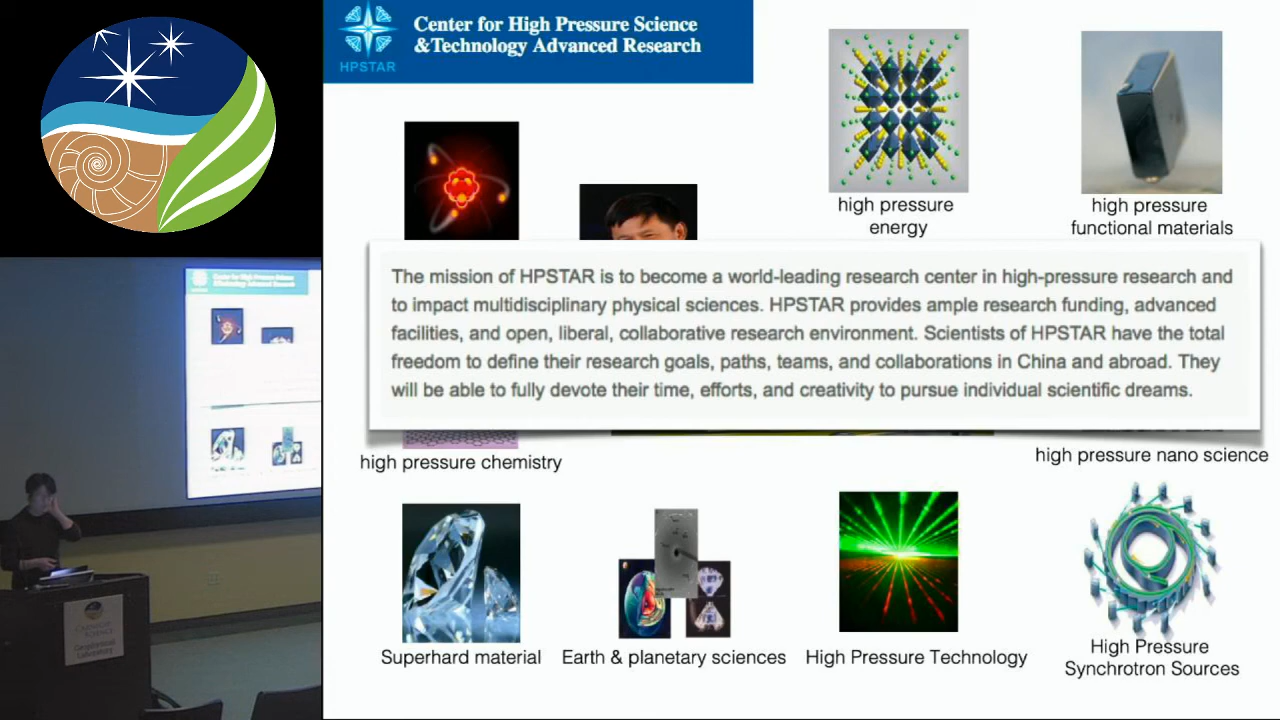 Center for High Pressure Science
&Technology Advanced Research
HPSTAR
high pressure
energy
high pressure
functional materials
The mission of HPSTAR is to become a world-leading research center in high-pressure research and
to impact multidisciplinary physical sciences. HPSTAR provides ample research funding, advanced
facilities, and open, liberal, collaborative research environment. Scientists of HPSTAR have the total
freedom to define their research goals, paths, teams, and collaborations in China and abroad. They
will be able to fully devote their time, efforts, and creativity to pursue individual scientific dreams.
high pressure chemistry
high pressure nano science
Superhard material
Earth & planetary sciences
High Pressure Technology
High Pressure
Synchrotron Sources
Geophysical
Laboratory